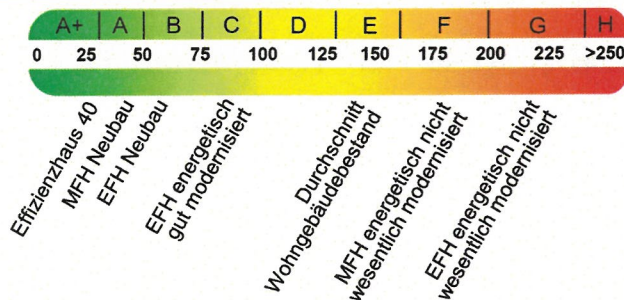 A+ A B C D E F G H
0 25 50 75 100 125 150 175 200 225 >250
Effizienzhaus 40
MFH Neubau
EFH Neubau
EFH energetisch
gut modernisiert
Durchschnitt
Wohngebäudebestand
MFH energetisch nicht
wesentlich modernisiert
EFH energetisch nicht
wesentlich modernisiert